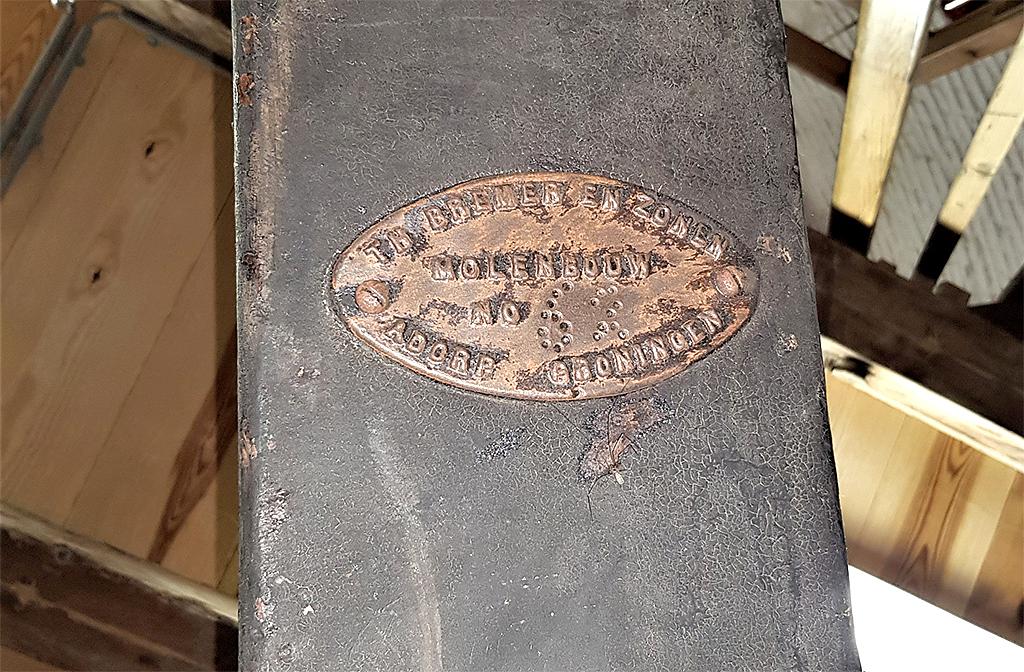 TH BREMER EN ZONEN
MOLENBOUW
NO
ADORP GRONINGEN